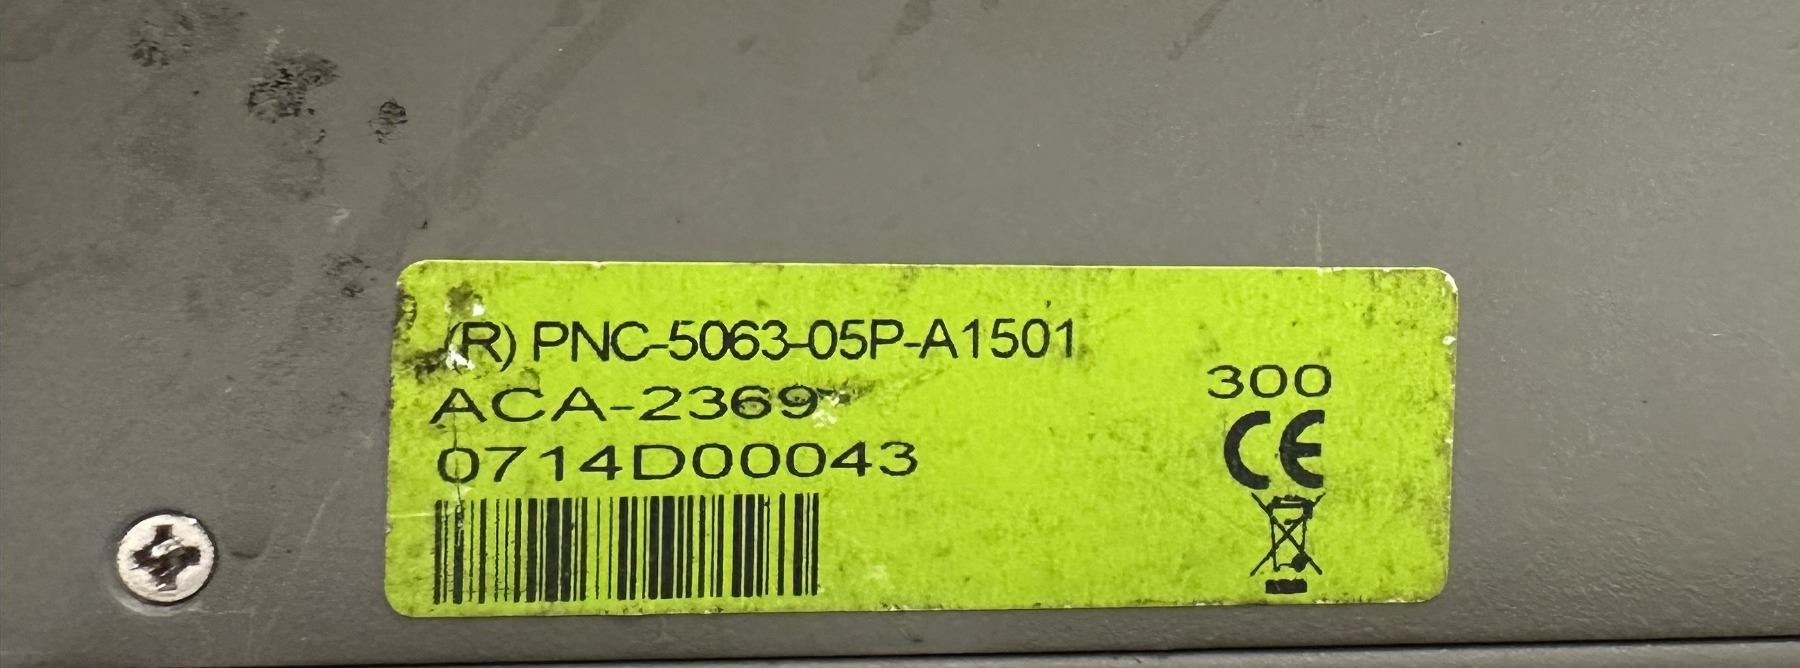 (R) PNC-5063-05P-A1501
ACA-2369
0714D00043
300
CE